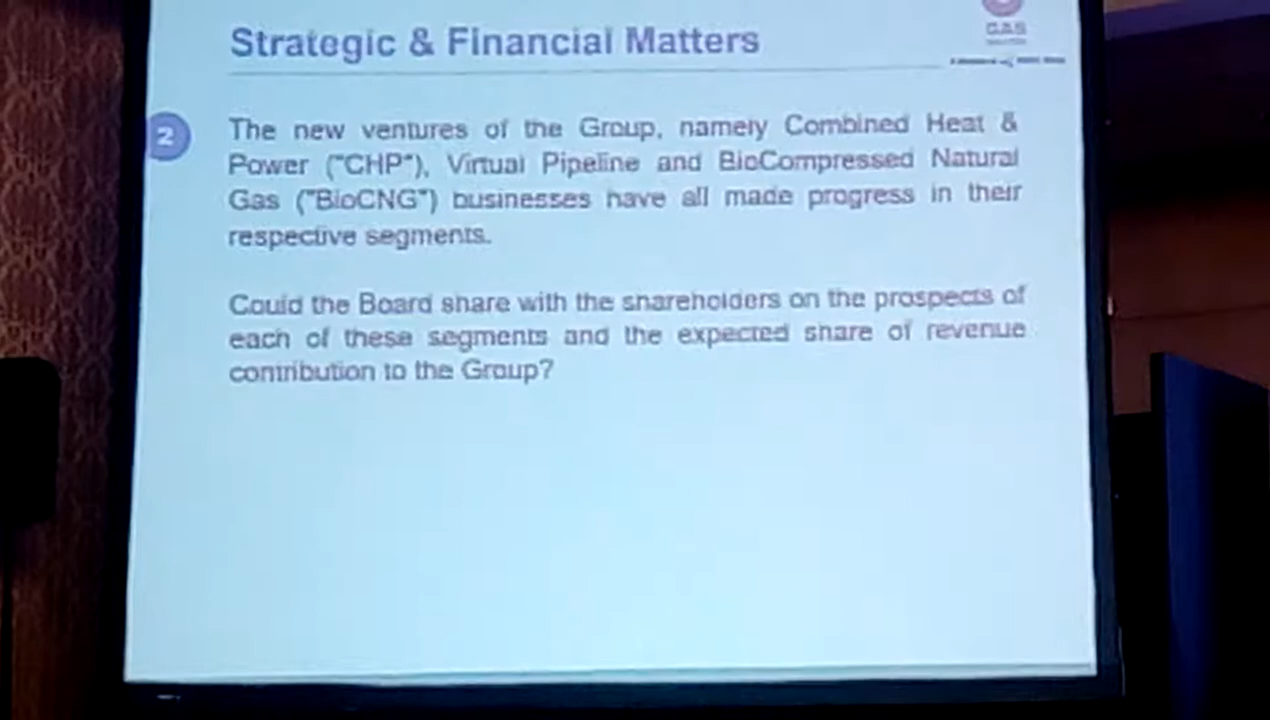 Strategic & Financial Matters
GAS
2
The new ventures of the Group, namely Combined Heat &
Power ("CHP"), Virtual Pipeline and BioCompressed Natural
Gas ("BioCNG") businesses have all made progress in their
respective segments.
Could the Board share with the shareholders on the prospects of
each of these segments and the expected share of revenue
contribution to the Group?